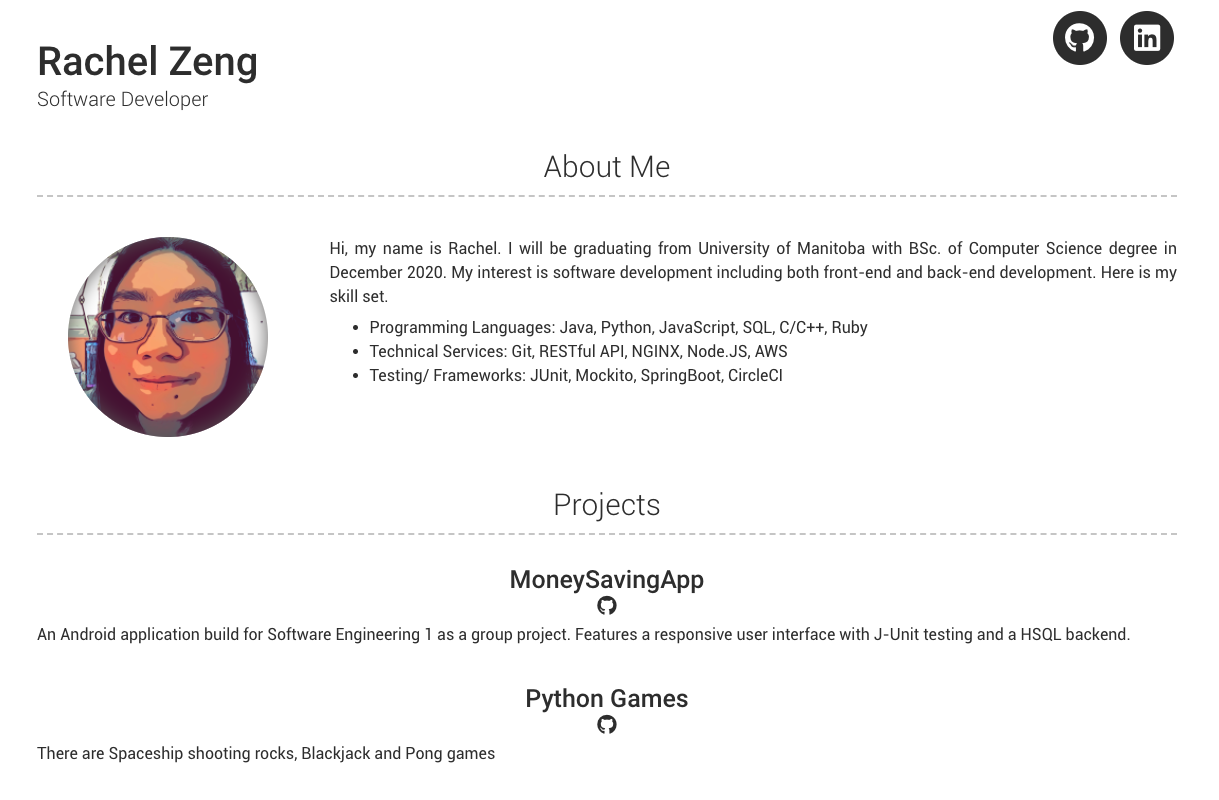 Rachel Zeng
Software Developer
About Me
Hi, my name is Rachel. I will be graduating from University of Manitoba with BSc. of Computer Science degree in
December 2020. My interest is software development including both front-end and back-end development. Here is my
skill set.
• Programming Languages: Java, Python, JavaScript, SQL, C/C++, Ruby
• Technical Services: Git, RESTful API, NGINX, Node.JS, AWS
• Testing/ Frameworks: JUnit, Mockito, SpringBoot, CircleCI
Projects
MoneySavingApp
An Android application build for Software Engineering 1 as a group project. Features a responsive user interface with J-Unit testing and a HSQL backend.
Python Games
There are Spaceship shooting rocks, Blackjack and Pong games